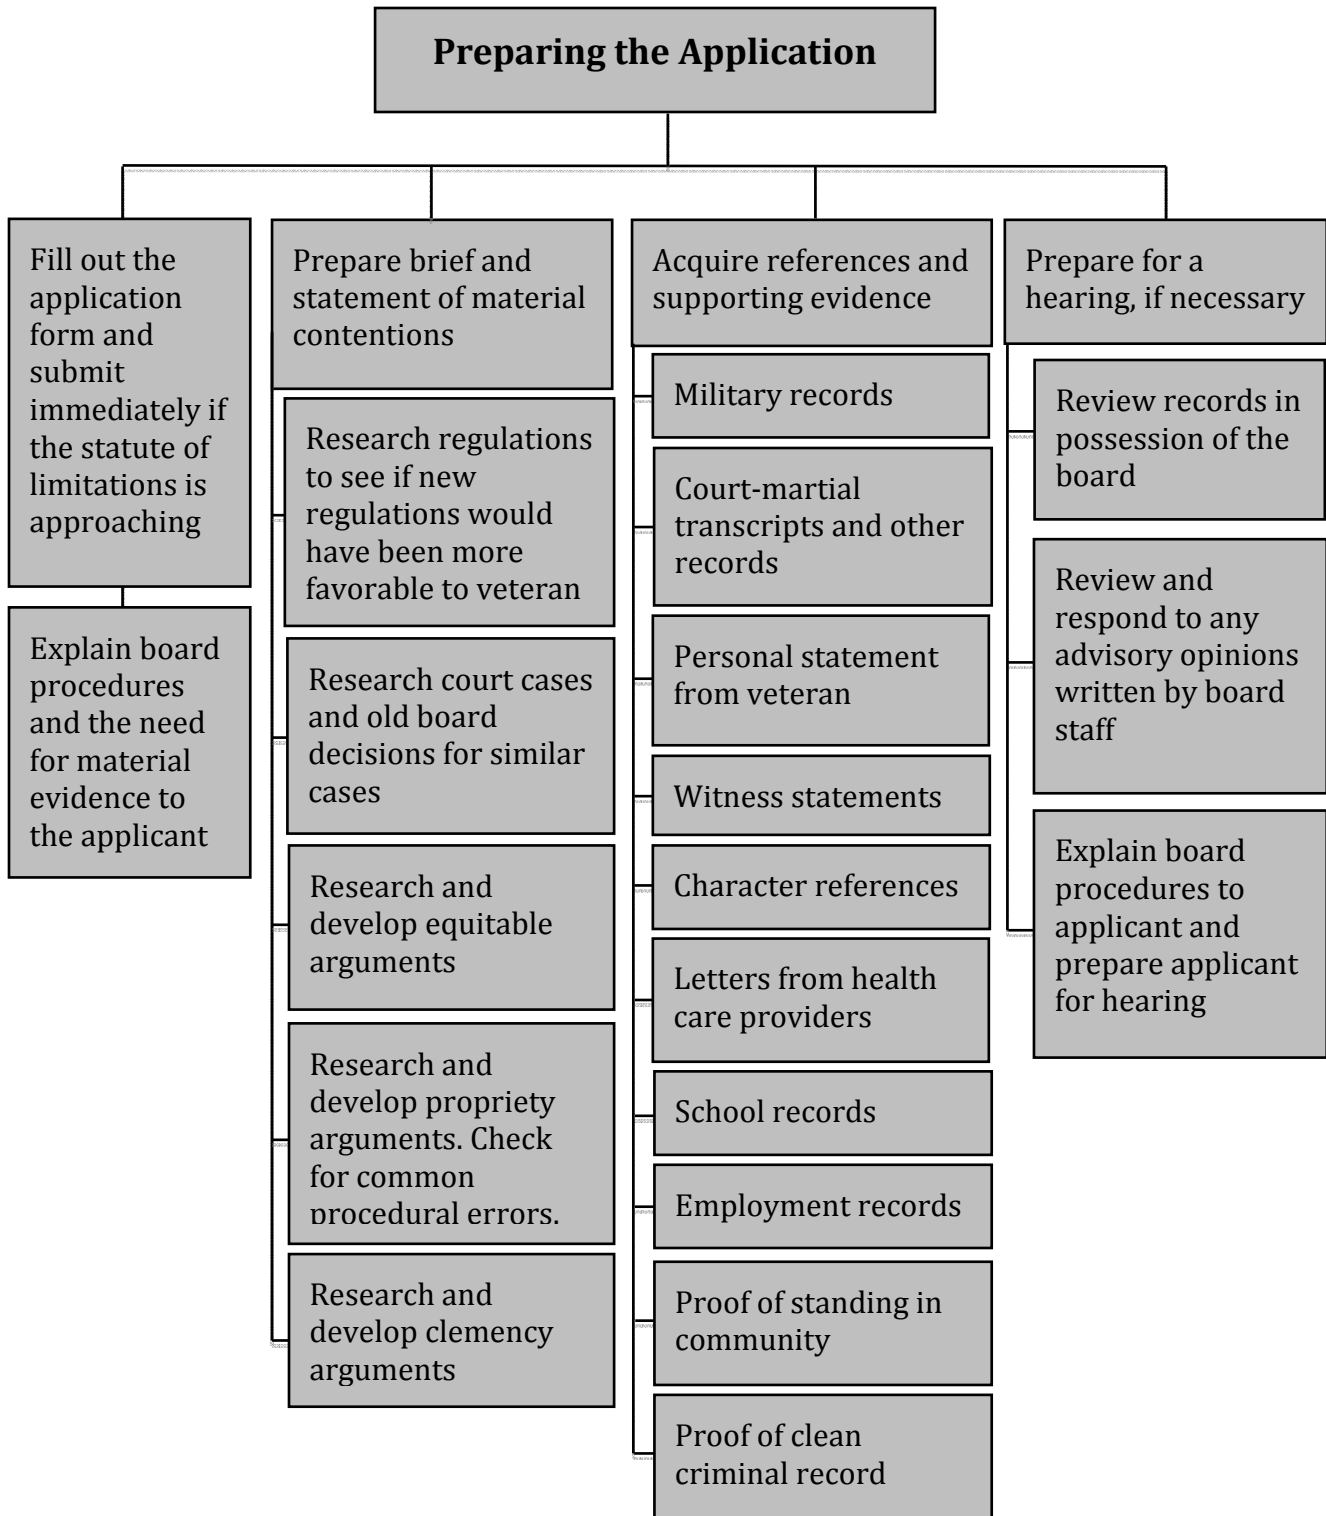 Preparing the Application
Fill out the
application
form and
submit
immediately if
the statute of
limitations is
approaching
Explain board
procedures
and the need
for material
evidence to
the applicant
Prepare brief and
statement of material
contentions
Research regulations
to see if new
regulations would
have been more
favorable to veteran
Research court cases
and old board
decisions for similar
cases
Research and
develop equitable
arguments
Research and
develop propriety
arguments. Check
for common
procedural errors.
Research and
develop clemency
arguments
Acquire references and
supporting evidence
Military records
Court-martial
transcripts and other
records
Personal statement
from veteran
Witness statements
Character references
Letters from health
care providers
School records
Employment records
Proof of standing in
community
Proof of clean
criminal record
Prepare for a
hearing, if necessary
Review records in
possession of the
board
Review and
respond to any
advisory opinions
written by board
staff
Explain board
procedures to
applicant and
prepare applicant
for hearing